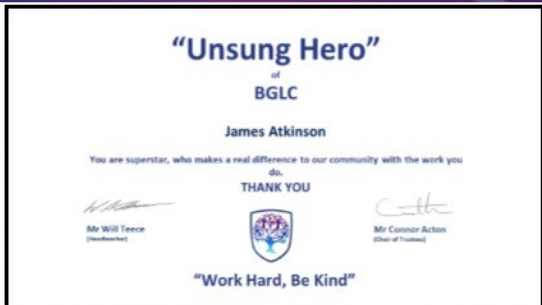 “Unsung Hero”
of
BGLC
James Atkinson
You are superstar, who makes a real difference to our community with the work you
do.
THANK YOU
Mr Will Teece
(Headteacher)
Mr Connor Acton
(Chair of Trustees)
“Work Hard, Be Kind”